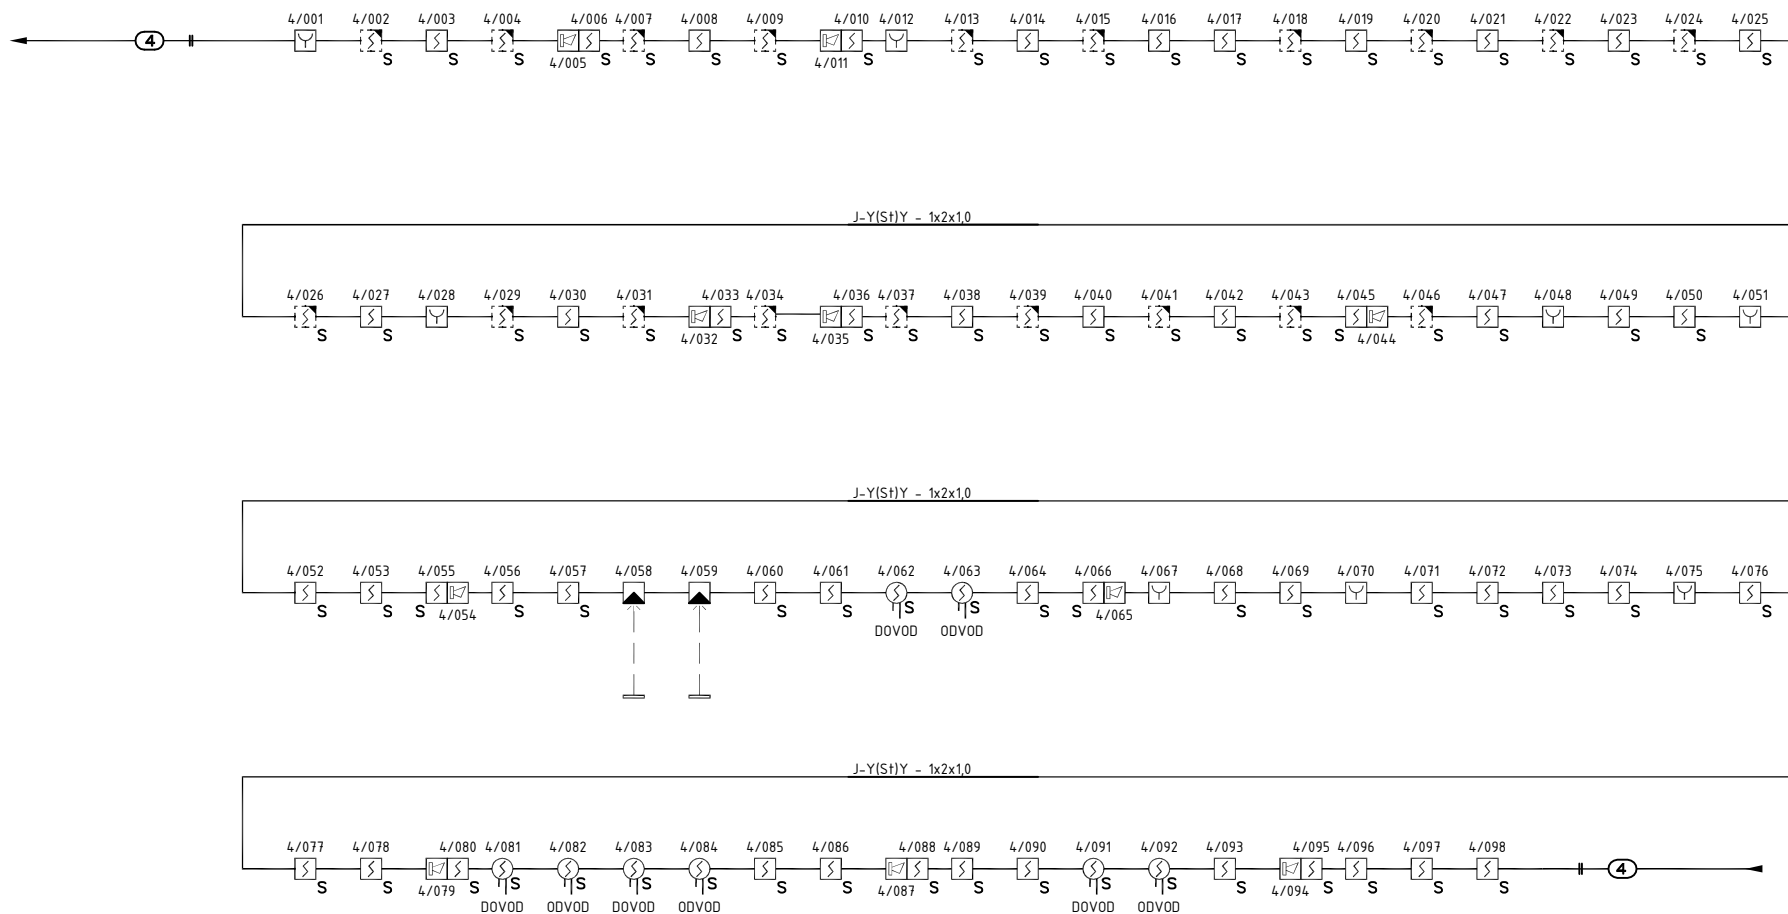 4/001 4/002 4/003 4/004 4/006 4/007 4/008 4/009 4/010 4/012 4/013 4/014 4/015 4/016 4/017 4/018 4/019 4/020 4/021 4/022 4/023 4/024 4/025
4
S S S S S S S S S S S S S S S S S S S S S
4/005 4/011
J-Y(St)Y - 1x2x1,0
4/026 4/027 4/028 4/029 4/030 4/031 4/033 4/034 4/036 4/037 4/038 4/039 4/040 4/041 4/042 4/043 4/045 4/046 4/047 4/048 4/049 4/050 4/051
S S S S S S S S S S S S S S S S S S S S
4/032 4/035 4/044
J-Y(St)Y - 1x2x1,0
4/052 4/053 4/055 4/056 4/057 4/058 4/059 4/060 4/061 4/062 4/063 4/064 4/066 4/067 4/068 4/069 4/070 4/071 4/072 4/073 4/074 4/075 4/076
S S S S S S S S S S S S S S S S S S
4/054 4/065
DOVOD ODVOD
J-Y(St)Y - 1x2x1,0
4/077 4/078 4/080 4/081 4/082 4/083 4/084 4/085 4/086 4/088 4/089 4/090 4/091 4/092 4/093 4/095 4/096 4/097 4/098
4
S S S S S S S S S S S S S S S S S S S
4/079 4/087 4/094
DOVOD ODVOD DOVOD ODVOD DOVOD ODVOD